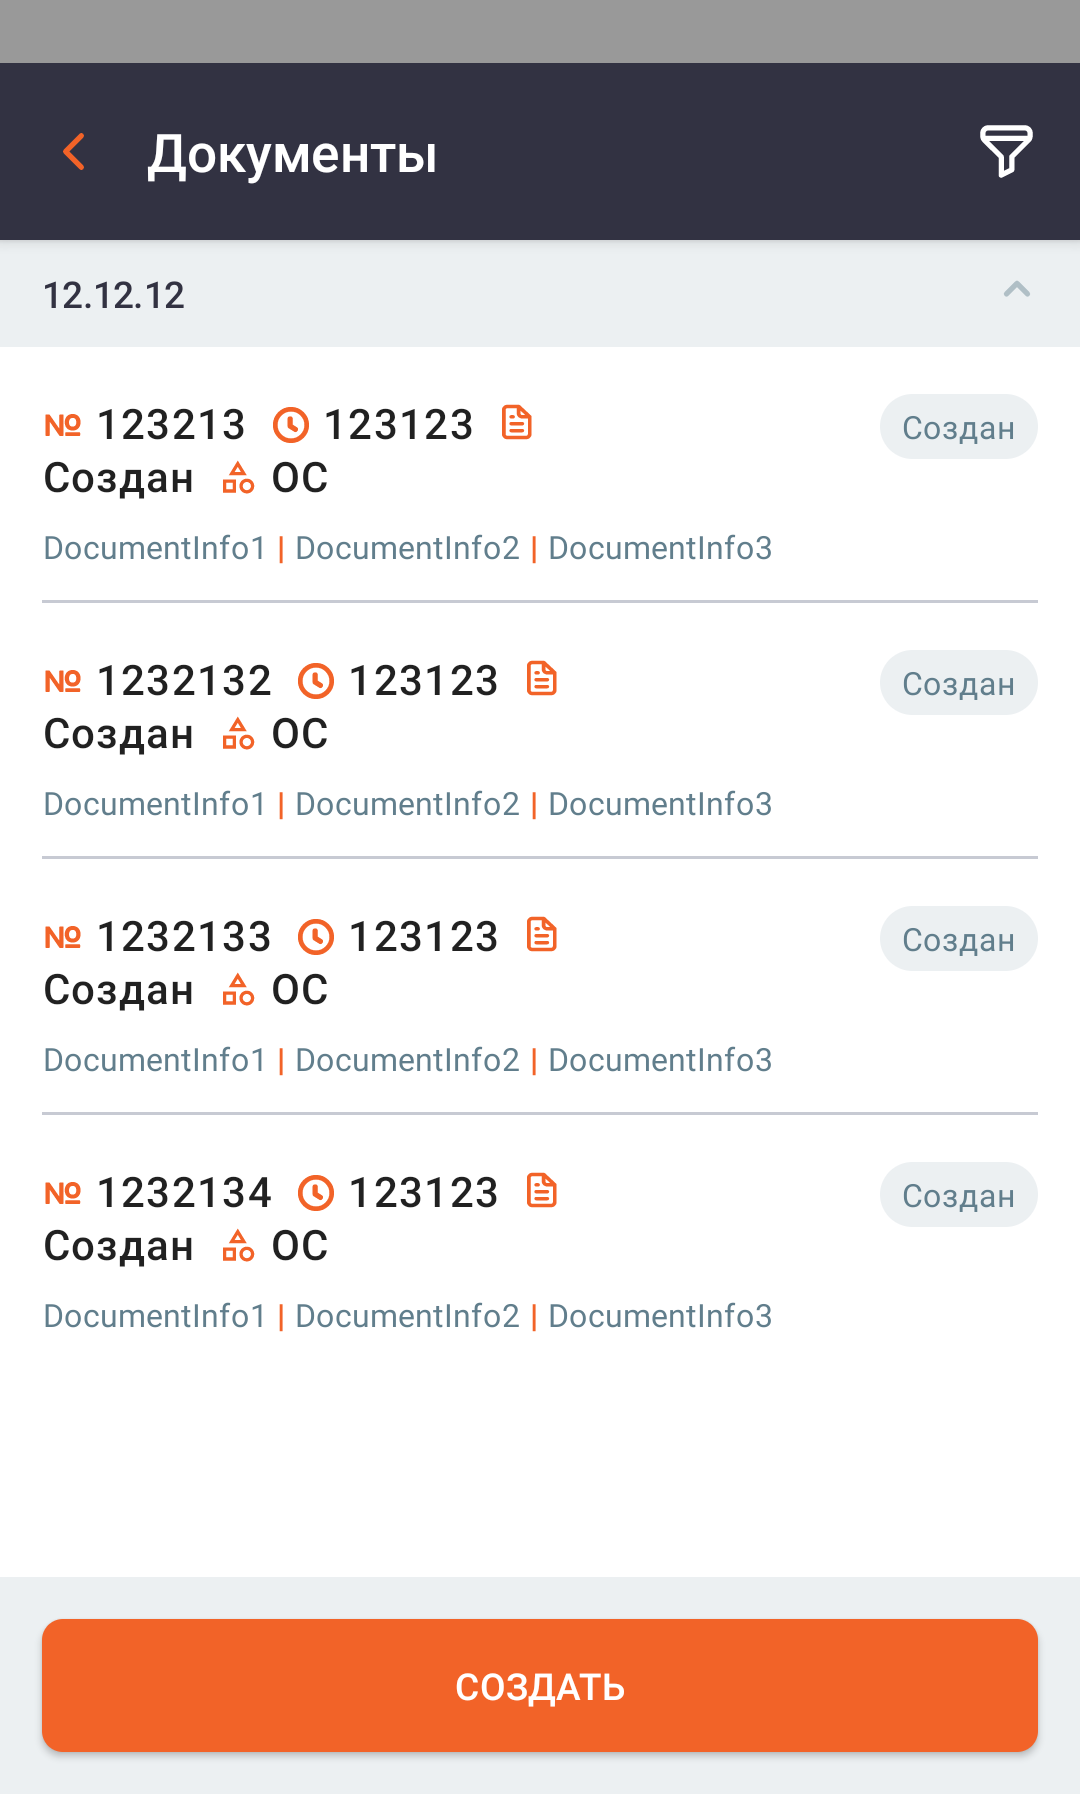 Документы
12.12.12
№ 123213 123123 Создан
Создан ОС
DocumentInfo1 | DocumentInfo2 | DocumentInfo3
№ 1232132 123123 Создан
Создан ОС
DocumentInfo1 | DocumentInfo2 | DocumentInfo3
№ 1232133 123123 Создан
Создан ОС
DocumentInfo1 | DocumentInfo2 | DocumentInfo3
№ 1232134 123123 Создан
Создан ОС
DocumentInfo1 | DocumentInfo2 | DocumentInfo3
СОЗДАТЬ